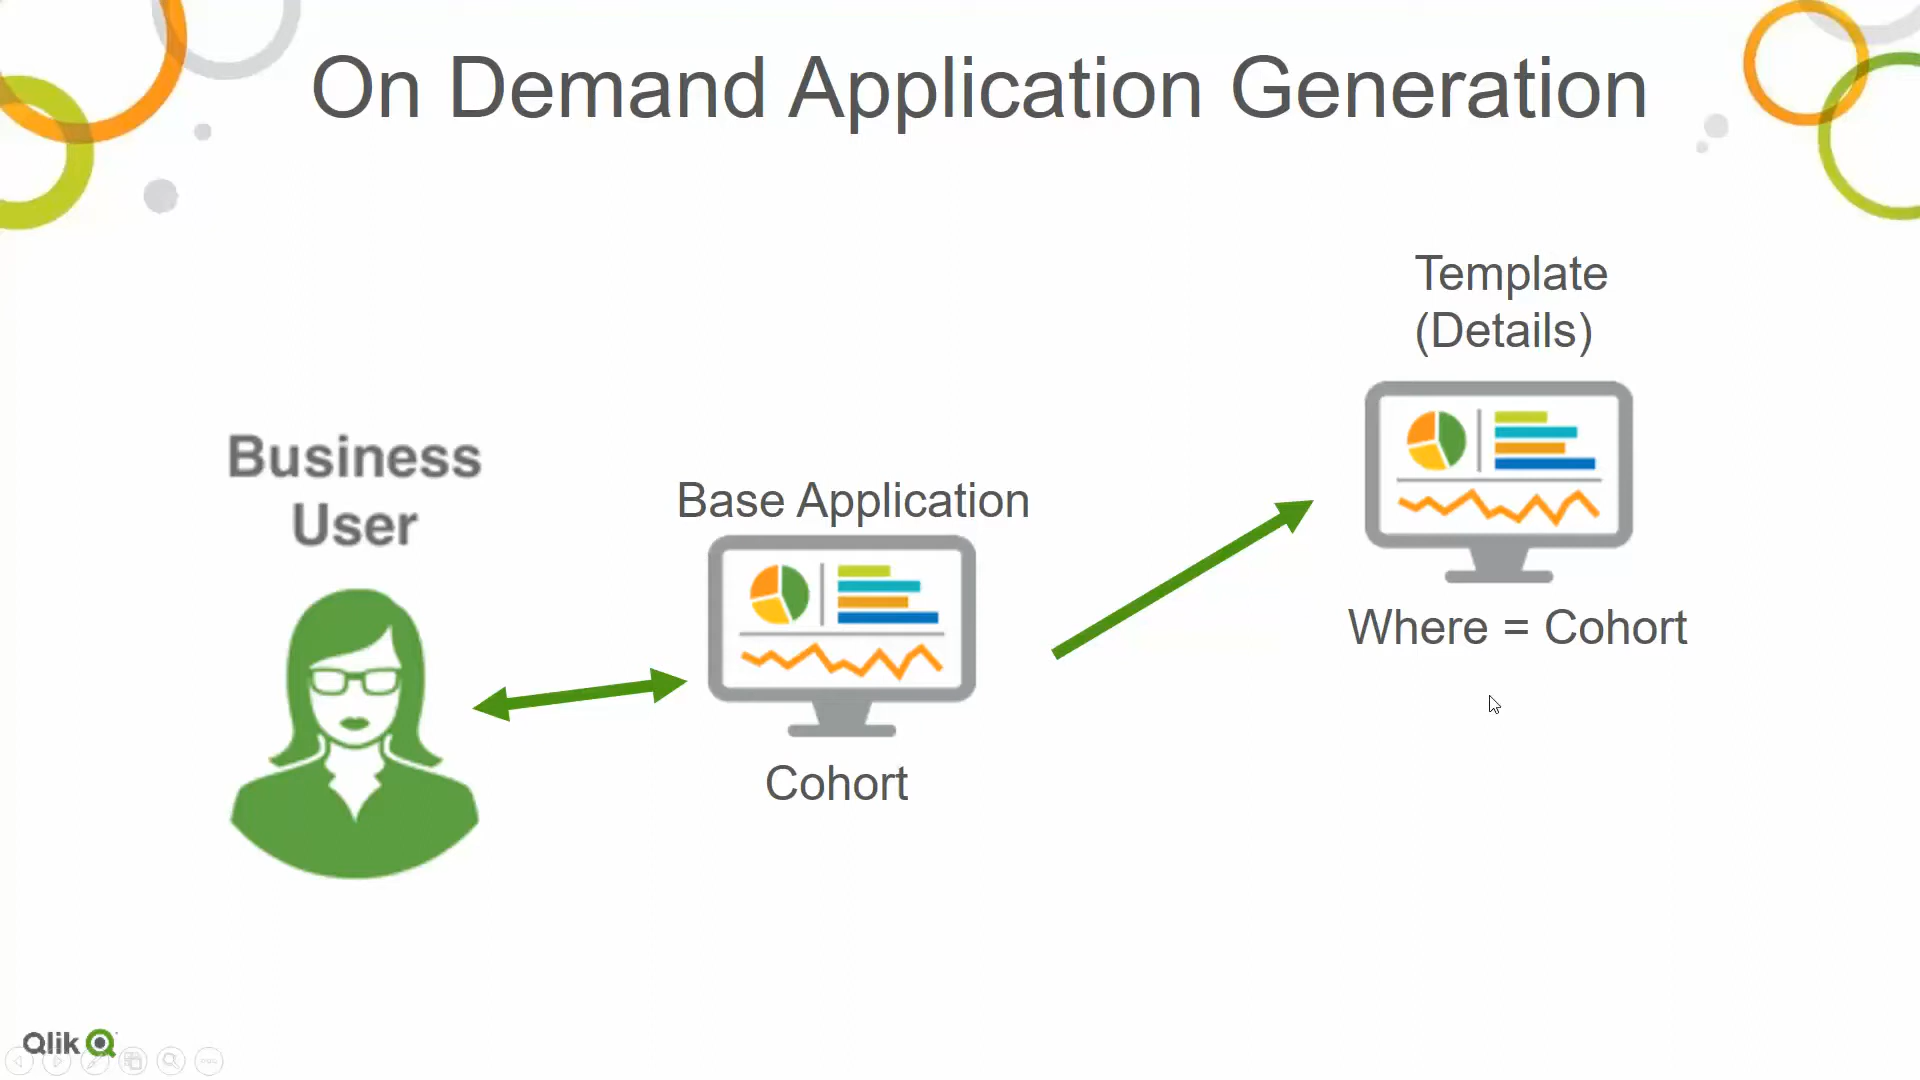 On Demand Application Generation
Template
(Details)
Business
User
Base Application
Where = Cohort
Cohort
Qlik